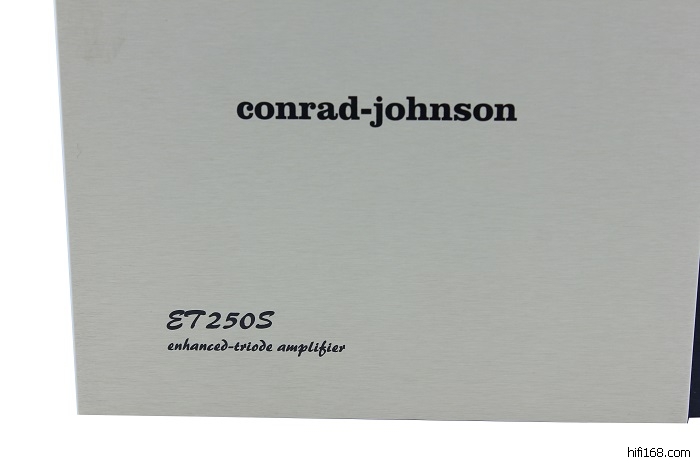 conrad-johnson
ET250S
enhanced-triode amplifier
hifi168.com